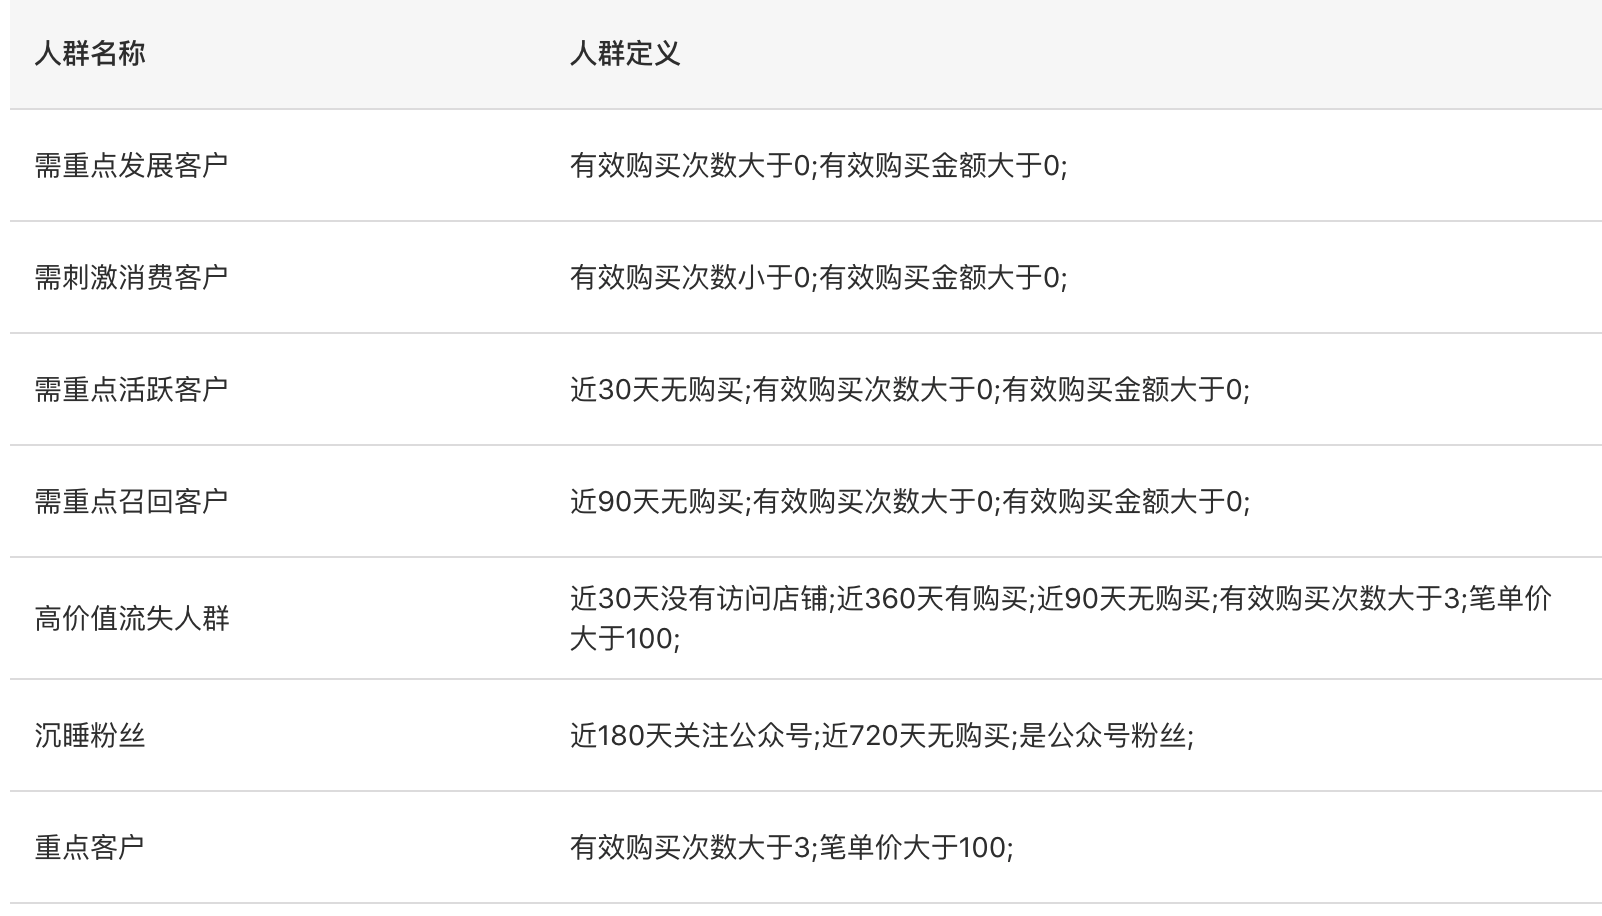 人群名称 人群定义
需重点发展客户 有效购买次数大于0;有效购买金额大于0;
需刺激消费客户 有效购买次数小于0;有效购买金额大于0;
需重点活跃客户 近30天无购买;有效购买次数大于0;有效购买金额大于0;
需重点召回客户 近90天无购买;有效购买次数大于0;有效购买金额大于0;
高价值流失人群 近30天没有访问店铺;近360天有购买;近90天无购买;有效购买次数大于3;笔单价
大于100;
沉睡粉丝 近180天关注公众号;近720天无购买;是公众号粉丝;
重点客户 有效购买次数大于3;笔单价大于100;